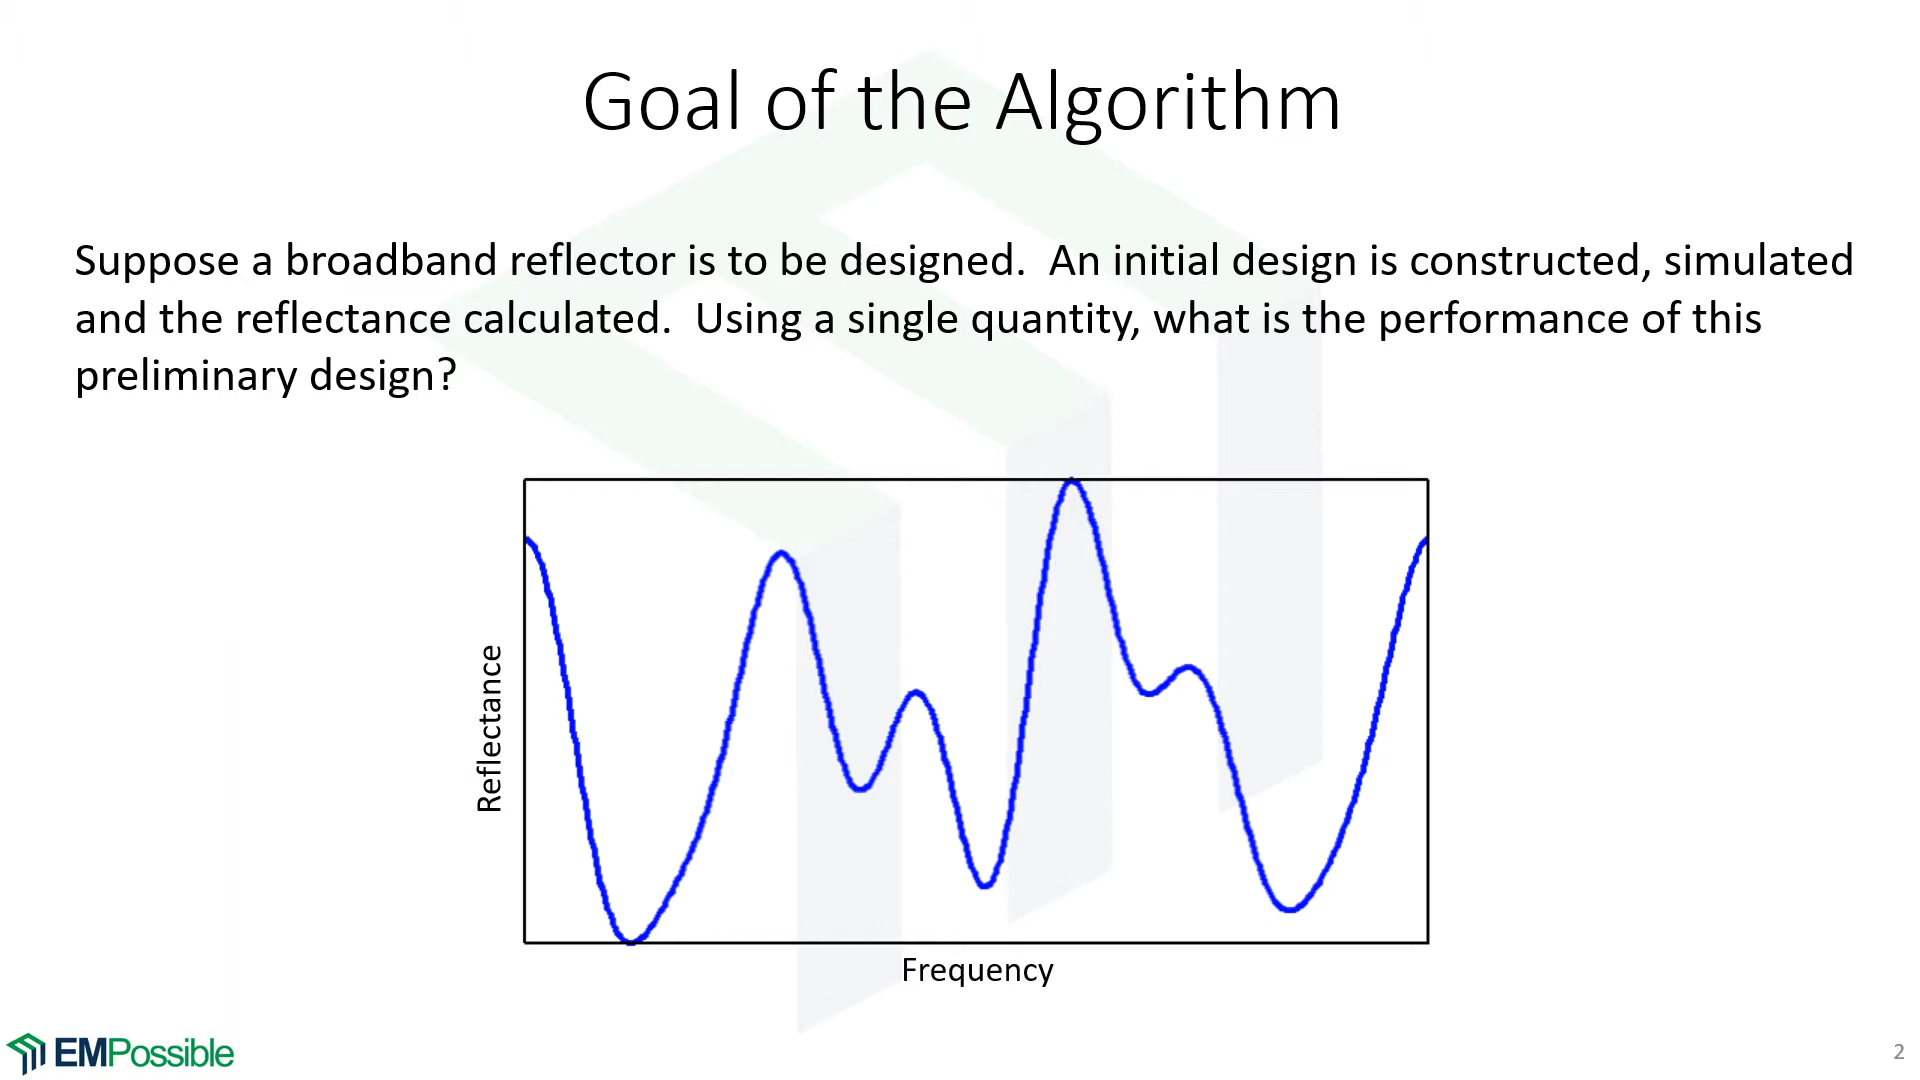 Goal of the Algorithm
Suppose a broadband reflector is to be designed.  An initial design is constructed, simulated
and the reflectance calculated.  Using a single quantity, what is the performance of this
preliminary design?
Reflectance
Frequency
EMPossible
2